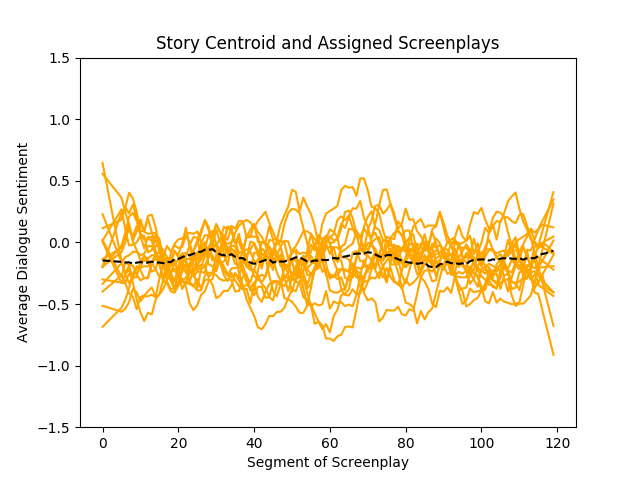 Story Centroid and Assigned Screenplays
1.5
1.0
0.5
0.0
−0.5
−1.0
−1.5
Average Dialogue Sentiment
0 20 40 60 80 100 120
Segment of Screenplay